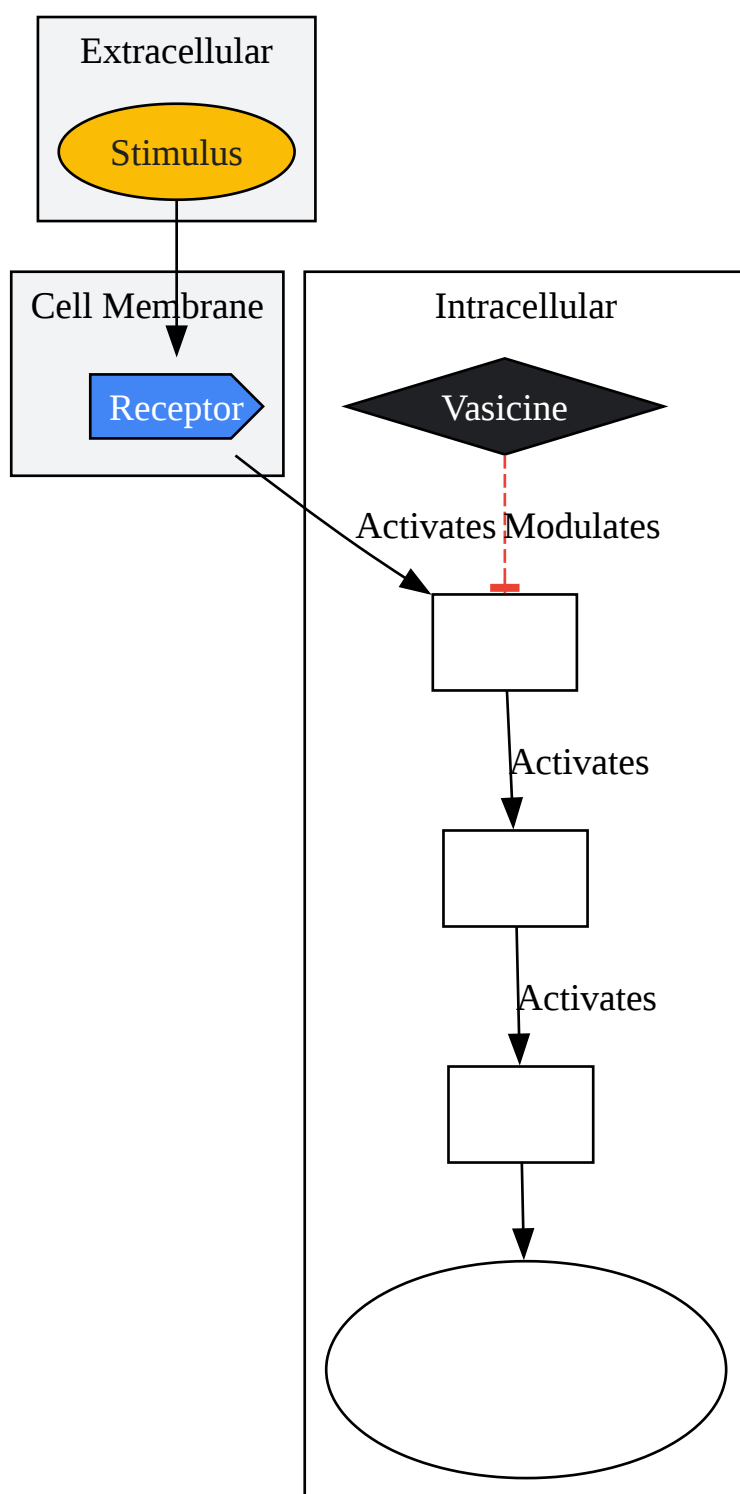 Extracellular
Stimulus
Cell Membrane
Intracellular
Receptor
Vasicine
Activates
Modulates
Activates
Activates